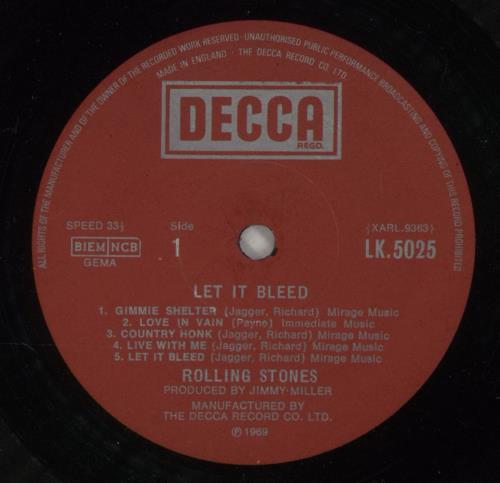 ALL RIGHTS OF THE MANUFACTURER AND OF THE OWNER OF THE RECORDED WORK RESERVED · UNAUTHORISED PUBLIC PERFORMANCE BROADCASTING AND COPYING OF THIS RECORD PROHIBITED
MADE IN ENGLAND · THE DECCA RECORD CO. LTD
DECCA
REGD.
SPEED 33⅓
Side
1
(XARL.9363)
LK.5025
BIEM NCB
GEMA
LET IT BLEED
1. GIMMIE SHELTER (Jagger, Richard) Mirage Music
2. LOVE IN VAIN (Payne) Immediate Music
3. COUNTRY HONK (Jagger, Richard) Mirage Music
4. LIVE WITH ME (Jagger, Richard) Mirage Music
5. LET IT BLEED (Jagger, Richard) Mirage Music
ROLLING STONES
PRODUCED BY JIMMY MILLER
MANUFACTURED BY
THE DECCA RECORD CO. LTD.
℗ 1969